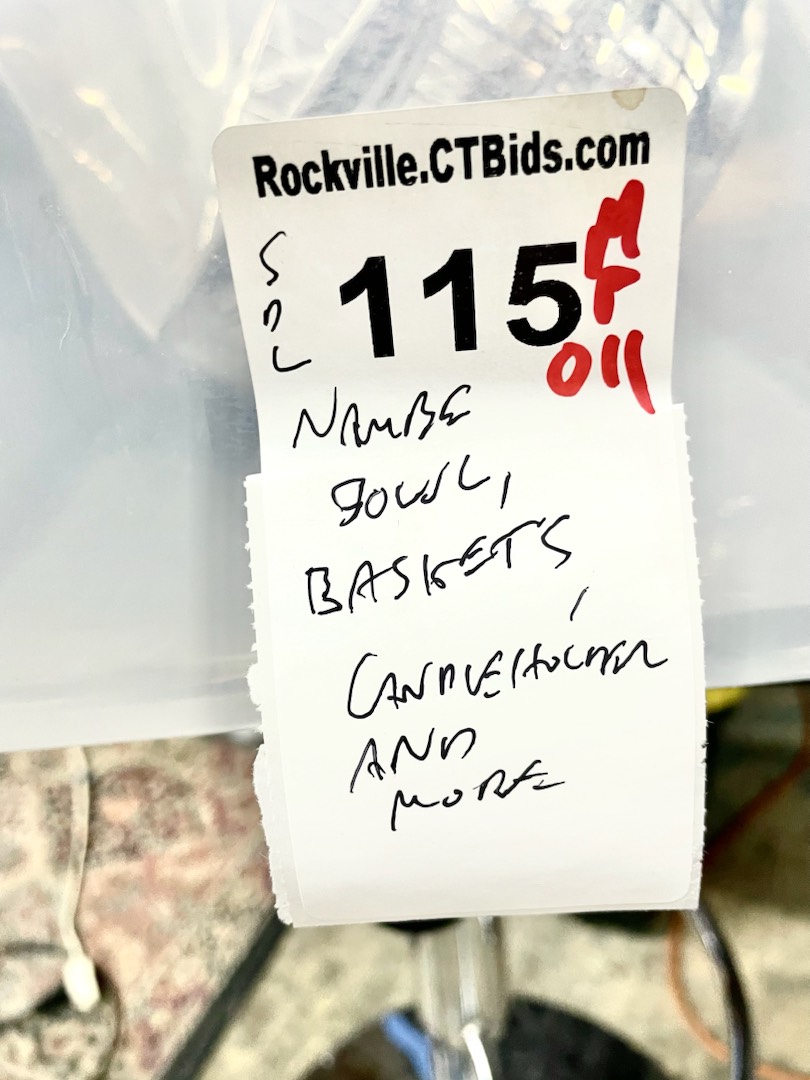 Rockville.CTBids.com
115
011
NAMBE
BOWL,
BASKETS,
CANDLEHOLDER
AND
MORE